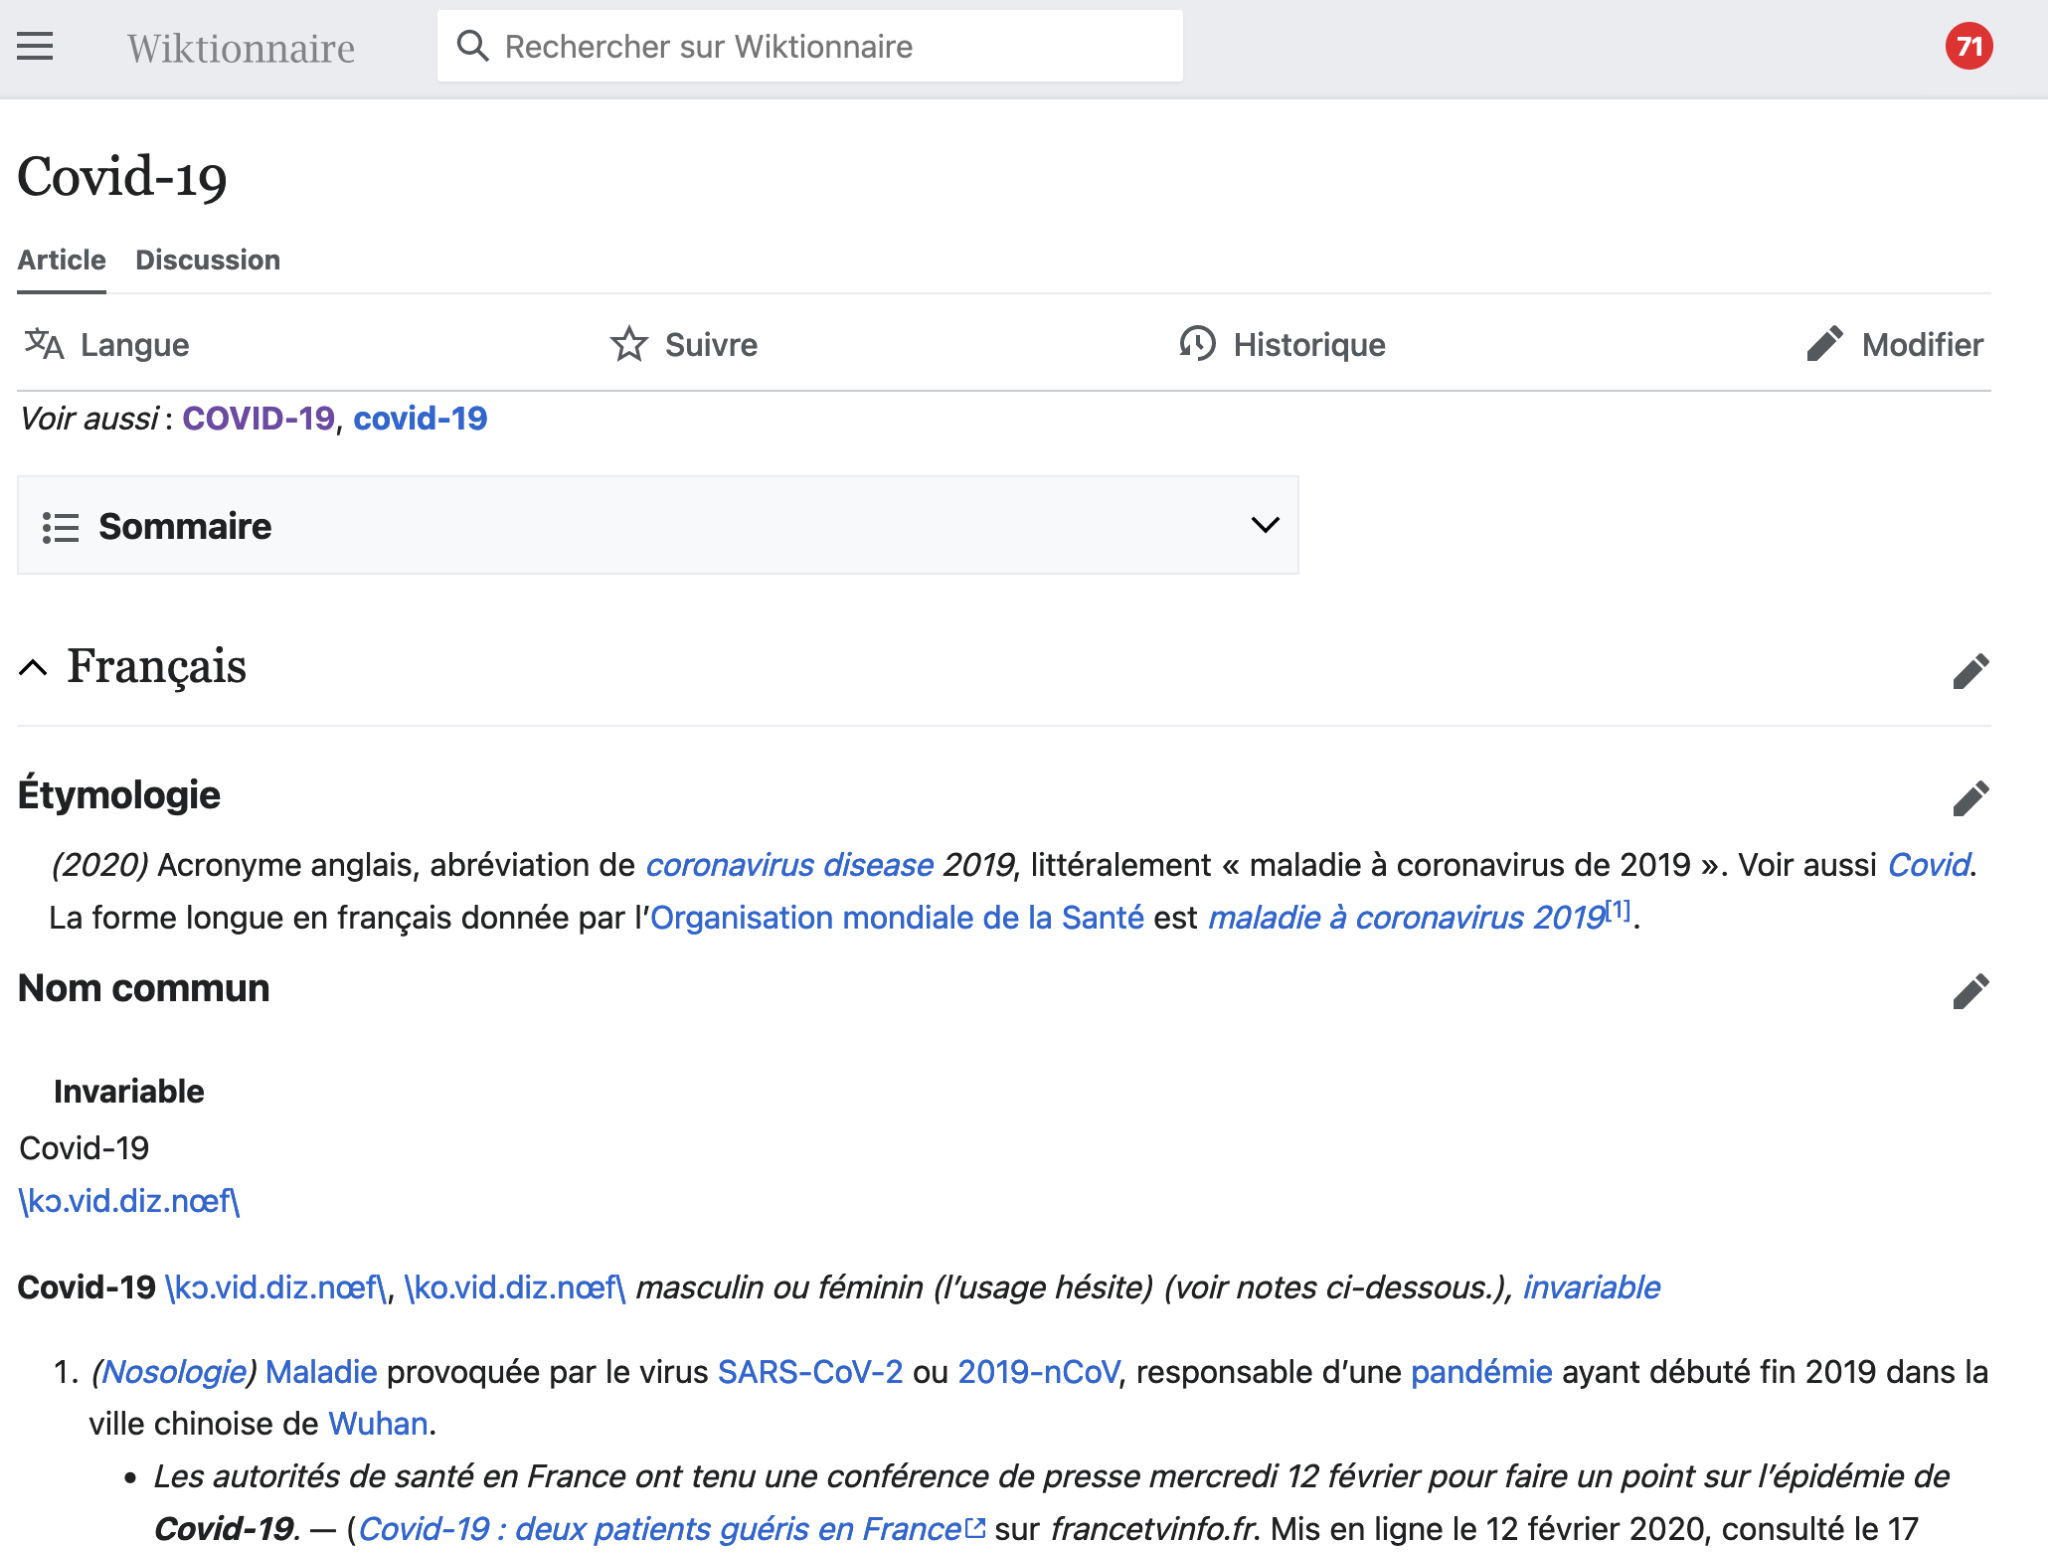 Wiktionnaire
Rechercher sur Wiktionnaire
71
Covid-19
Article Discussion
Langue Suivre Historique Modifier
Voir aussi : COVID-19, covid-19
Sommaire
Français
Étymologie
(2020) Acronyme anglais, abréviation de coronavirus disease 2019, littéralement « maladie à coronavirus de 2019 ». Voir aussi Covid.
La forme longue en français donnée par l’Organisation mondiale de la Santé est maladie à coronavirus 2019[1].
Nom commun
Invariable
Covid-19
\kɔ.vid.diz.nœf\
Covid-19 \kɔ.vid.diz.nœf\, \ko.vid.diz.nœf\ masculin ou féminin (l’usage hésite) (voir notes ci-dessous.), invariable
1. (Nosologie) Maladie provoquée par le virus SARS-CoV-2 ou 2019-nCoV, responsable d’une pandémie ayant débuté fin 2019 dans la
ville chinoise de Wuhan.
• Les autorités de santé en France ont tenu une conférence de presse mercredi 12 février pour faire un point sur l’épidémie de
Covid-19. — (Covid-19 : deux patients guéris en France sur francetvinfo.fr. Mis en ligne le 12 février 2020, consulté le 17